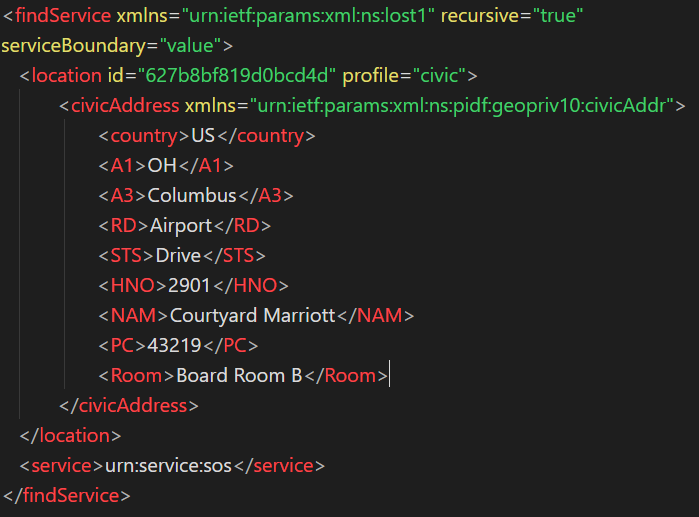 <findService xmlns="urn:ietf:params:xml:ns:lost1" recursive="true"
serviceBoundary="value">
<location id="627b8bf819d0bcd4d" profile="civic">
<civicAddress xmlns="urn:ietf:params:xml:ns:pidf:geopriv10:civicAddr">
<country>US</country>
<A1>OH</A1>
<A3>Columbus</A3>
<RD>Airport</RD>
<STS>Drive</STS>
<HNO>2901</HNO>
<NAM>Courtyard Marriott</NAM>
<PC>43219</PC>
<Room>Board Room B</Room>
</civicAddress>
</location>
<service>urn:service:sos</service>
</findService>